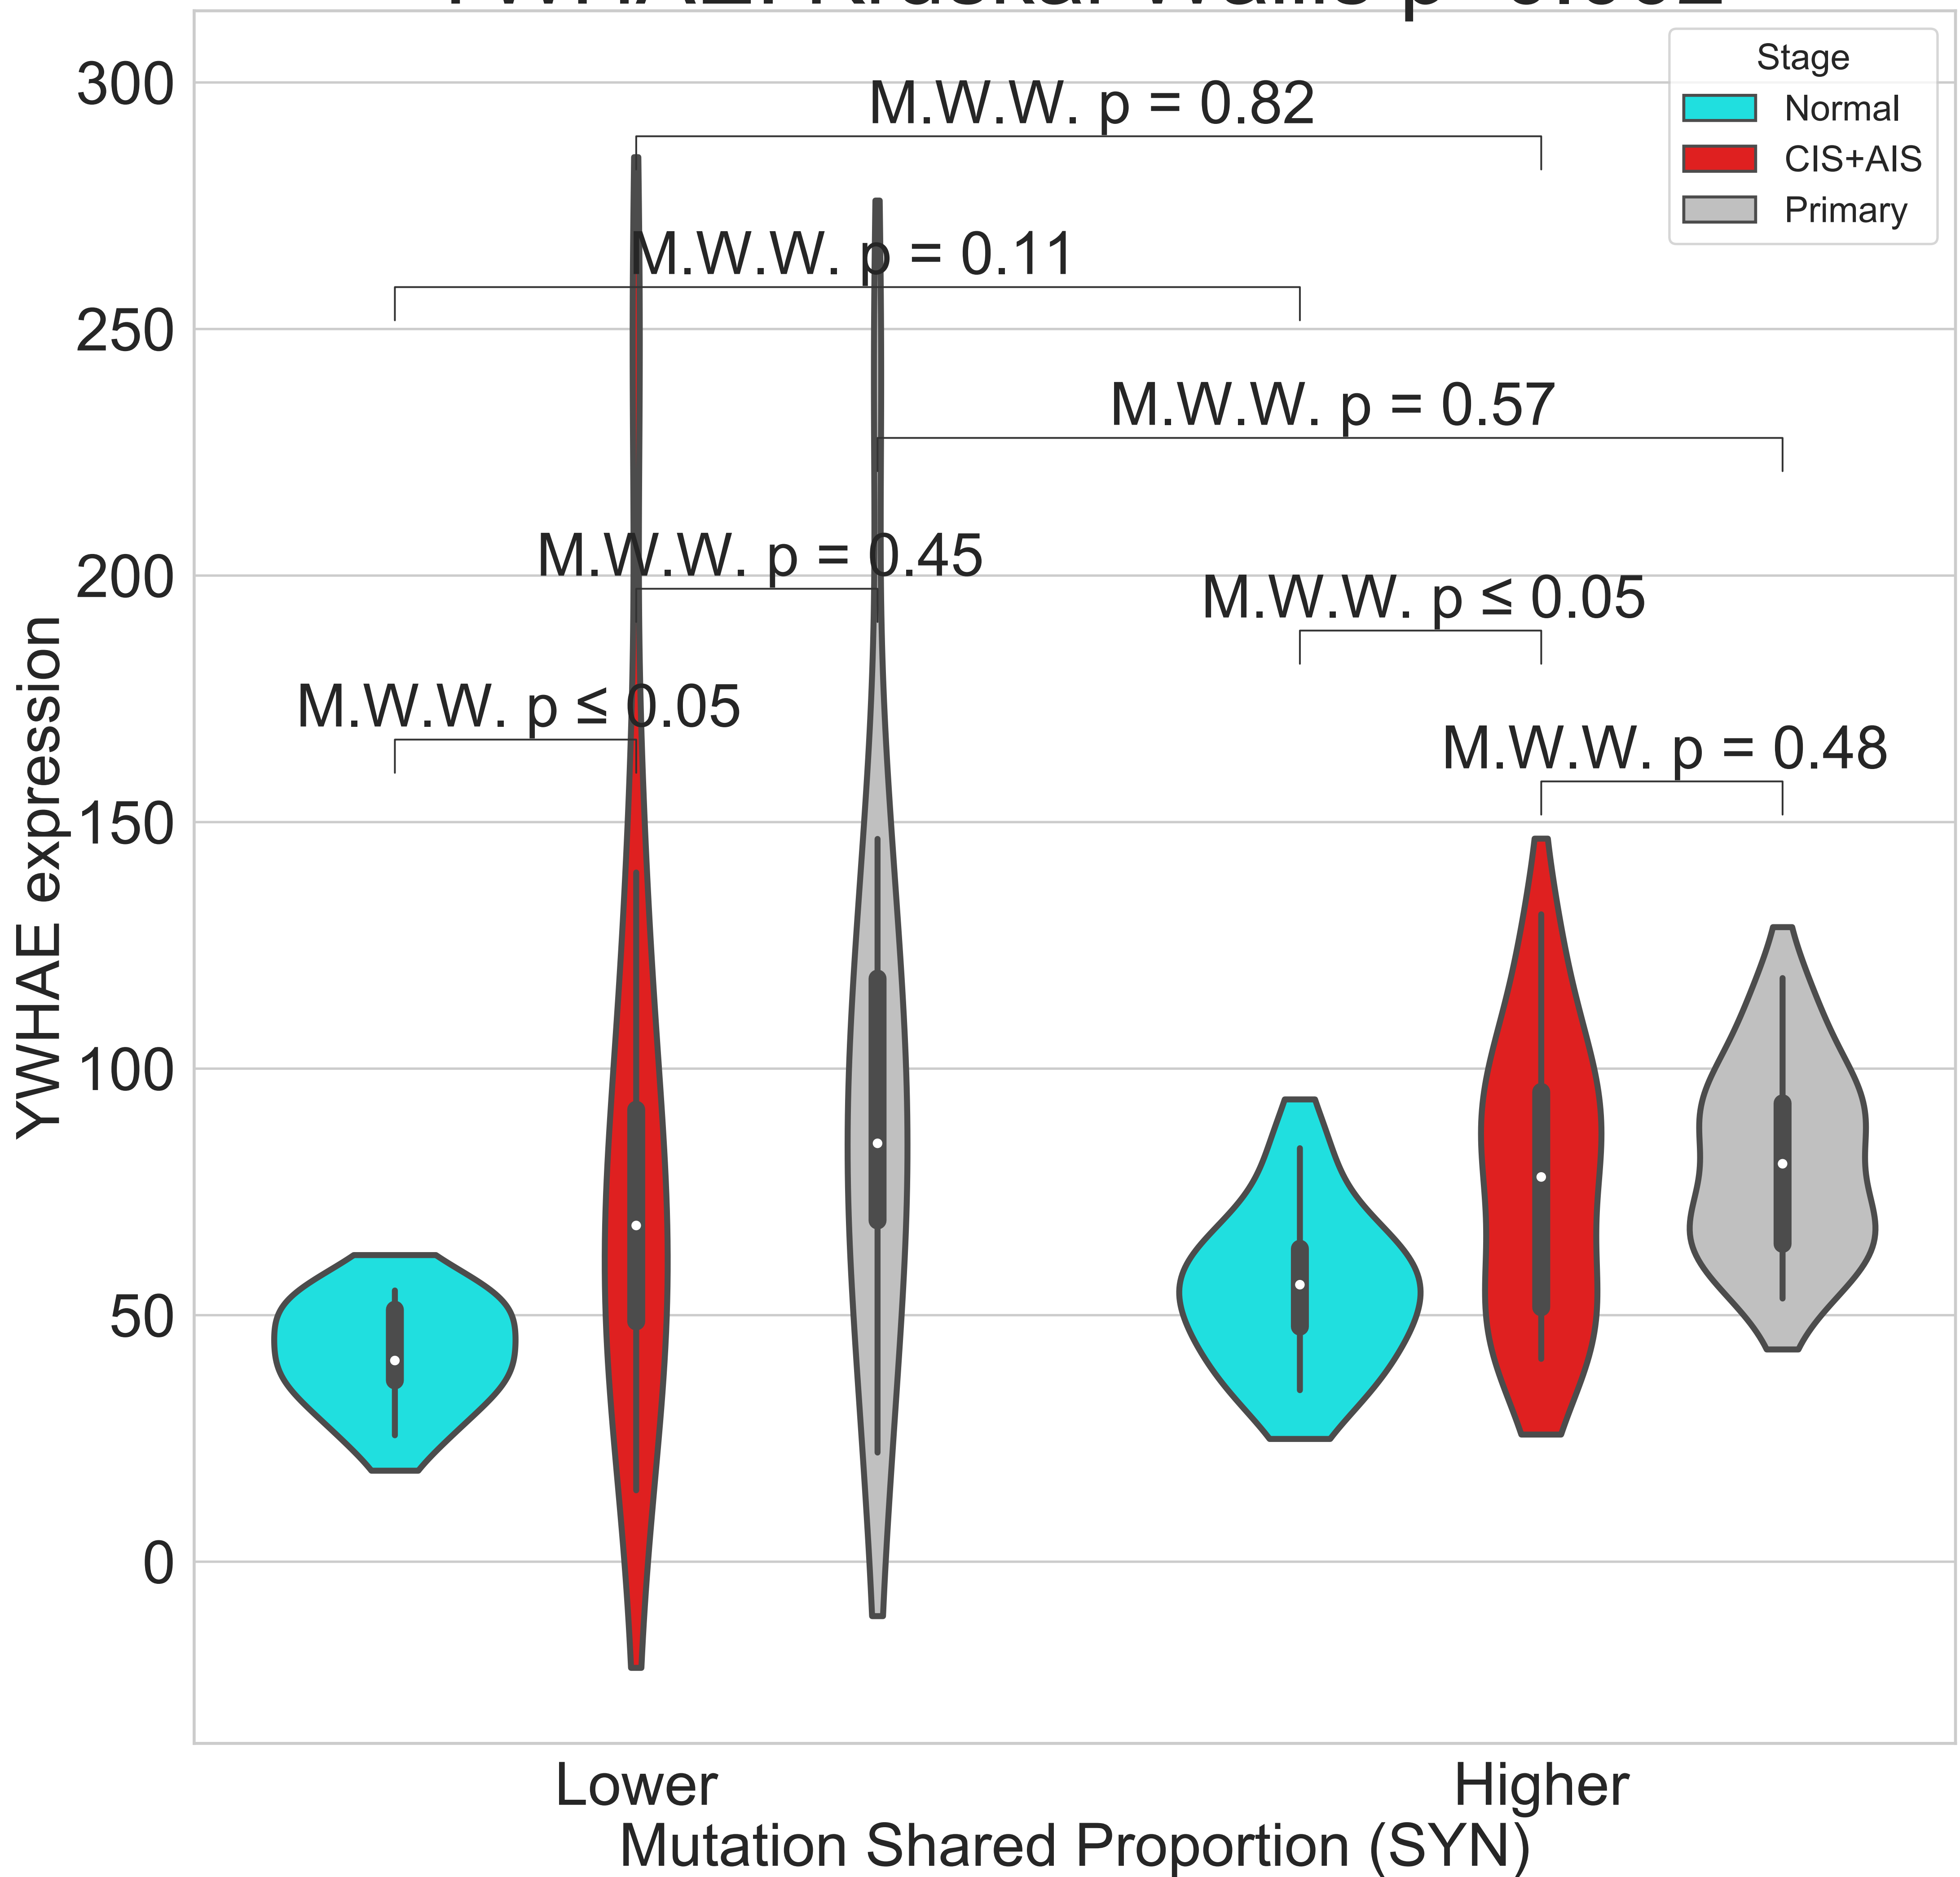 Stage
Normal
CIS+AIS
Primary
M.W.W. p = 0.82
M.W.W. p = 0.11
M.W.W. p = 0.57
M.W.W. p = 0.45
M.W.W. p ≤ 0.05
M.W.W. p ≤ 0.05
M.W.W. p = 0.48
300
250
200
150
100
50
0
YWHAE expression
Lower
Higher
Mutation Shared Proportion (SYN)